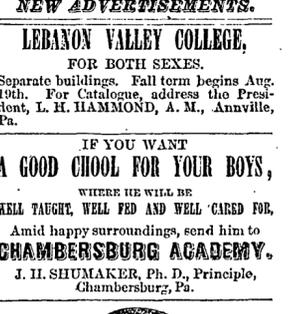 NEW ADVERTISEMENTS.
LEBANON VALLEY COLLEGE,
FOR BOTH SEXES.
Separate buildings. Fall term begins Aug.
19th. For Catalogue, address the Presi-
dent, L. H. HAMMOND, A. M., Annville,
Pa.
IF YOU WANT
A GOOD CHOOL FOR YOUR BOYS,
WHERE HE WILL BE
WELL TAUGHT, WELL FED AND WELL CARED FOR,
Amid happy surroundings, send him to
CHAMBERSBURG ACADEMY.
J. H. SHUMAKER, Ph. D., Principle,
Chambersburg, Pa.